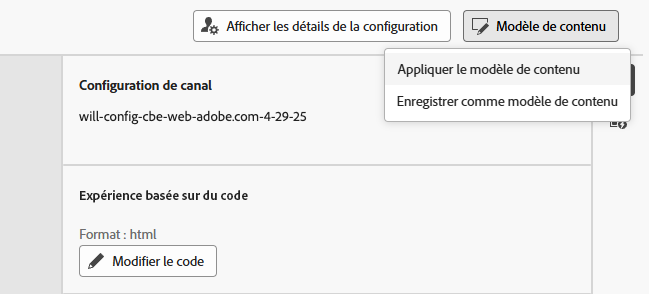 Afficher les détails de la configuration
Modèle de contenu
Appliquer le modèle de contenu
Enregistrer comme modèle de contenu
Configuration de canal
will-config-cbe-web-adobe.com-4-29-25
Expérience basée sur du code
Format : html
Modifier le code